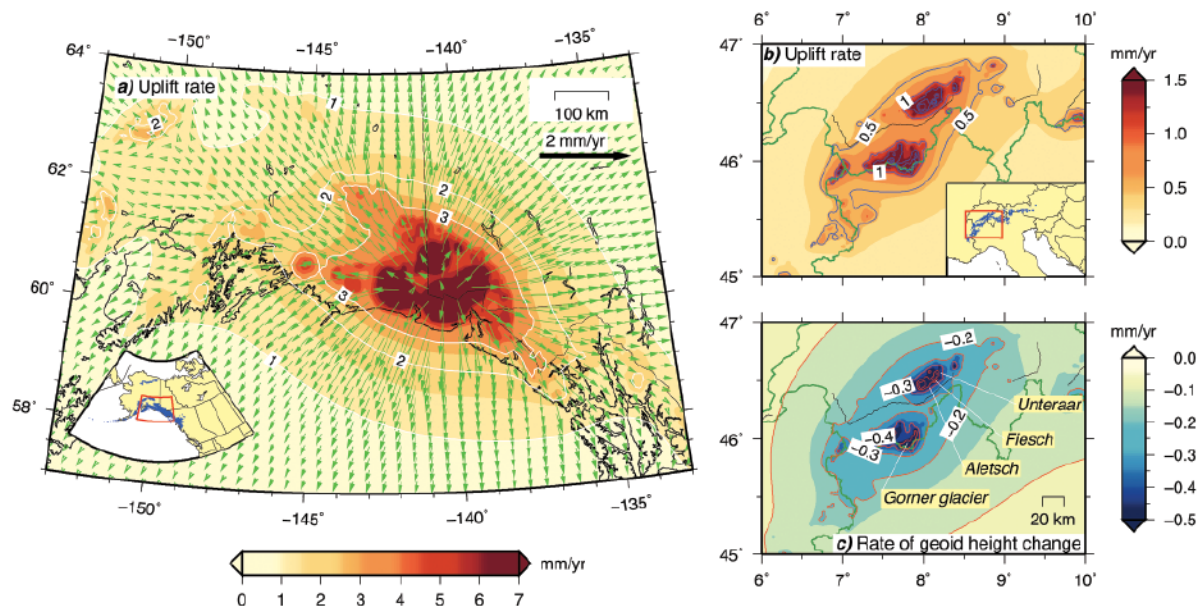 −150° −145° −140° −135°
64°
62°
60°
58°
a) Uplift rate
100 km
2 mm/yr
1
2
2
2
3
3
2
1
−150° −145° −140° −135°
mm/yr
0 1 2 3 4 5 6 7
6° 7° 8° 9° 10°
47°
46°
45°
b) Uplift rate
1
0.5
0.5
1
mm/yr
1.5
1.0
0.5
0.0
47°
46°
45°
−0.2
−0.3
−0.2
−0.4
−0.3
Unteraar
Fiesch
Aletsch
Gorner glacier
20 km
c) Rate of geoid height change
6° 7° 8° 9° 10°
mm/yr
0.0
−0.1
−0.2
−0.3
−0.4
−0.5